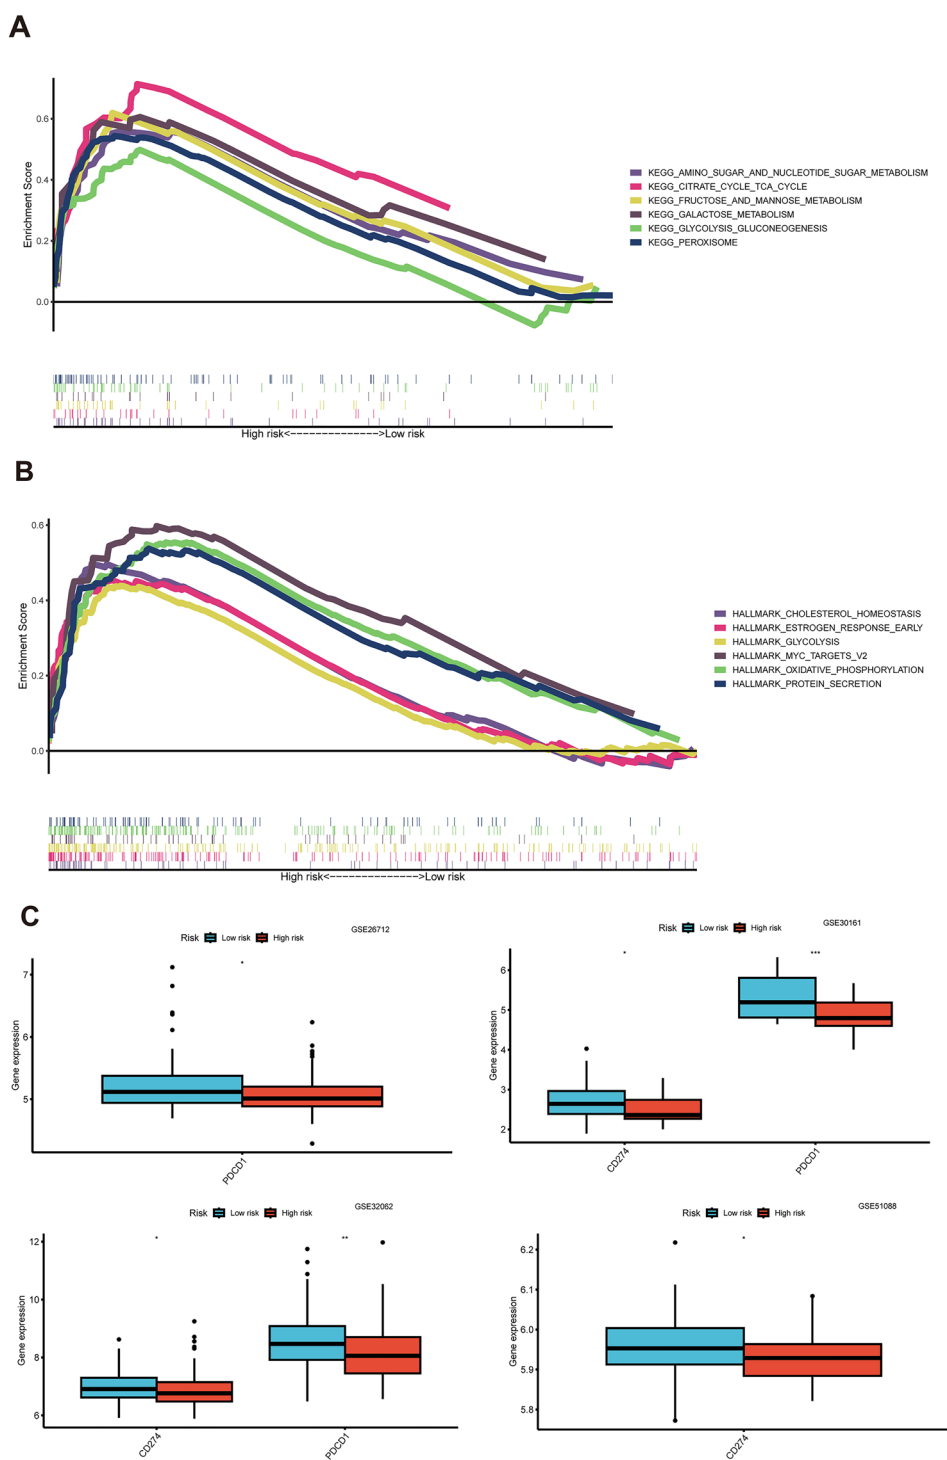 A
Enrichment Score
0.6
0.4
0.2
0.0
KEGG_AMINO_SUGAR_AND_NUCLEOTIDE_SUGAR_METABOLISM
KEGG_CITRATE_CYCLE_TCA_CYCLE
KEGG_FRUCTOSE_AND_MANNOSE_METABOLISM
KEGG_GALACTOSE_METABOLISM
KEGG_GLYCOLYSIS_GLUCONEOGENESIS
KEGG_PEROXISOME
High risk<-------------->Low risk
B
Enrichment Score
0.6
0.4
0.2
0.0
HALLMARK_CHOLESTEROL_HOMEOSTASIS
HALLMARK_ESTROGEN_RESPONSE_EARLY
HALLMARK_GLYCOLYSIS
HALLMARK_MYC_TARGETS_V2
HALLMARK_OXIDATIVE_PHOSPHORYLATION
HALLMARK_PROTEIN_SECRETION
High risk<-------------->Low risk
C
Risk Low risk High risk
GSE26712
Gene expression
7
6
5
*
PDCD1
Risk Low risk High risk
GSE30161
Gene expression
6
5
4
3
2
*
***
CD274
PDCD1
Risk Low risk High risk
GSE32062
Gene expression
12
10
8
6
*
**
CD274
PDCD1
Risk Low risk High risk
GSE51088
Gene expression
6.2
6.1
6.0
5.9
5.8
*
CD274